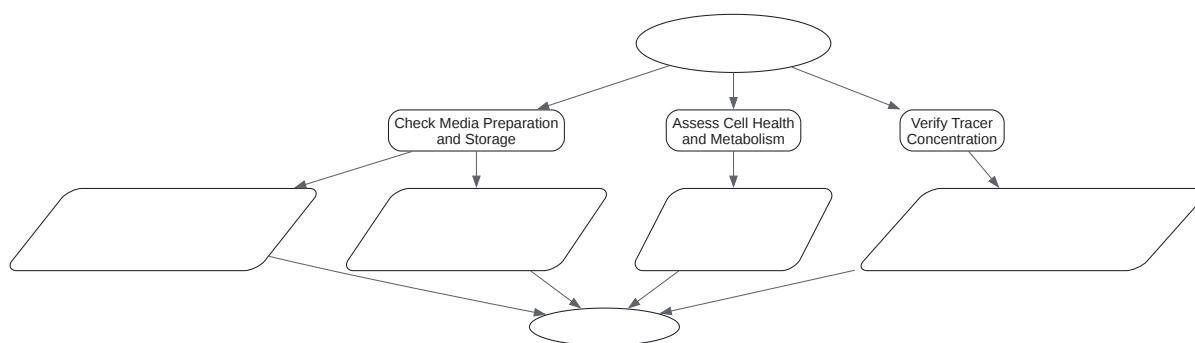 Check Media Preparation
and Storage
Assess Cell Health
and Metabolism
Verify Tracer
Concentration